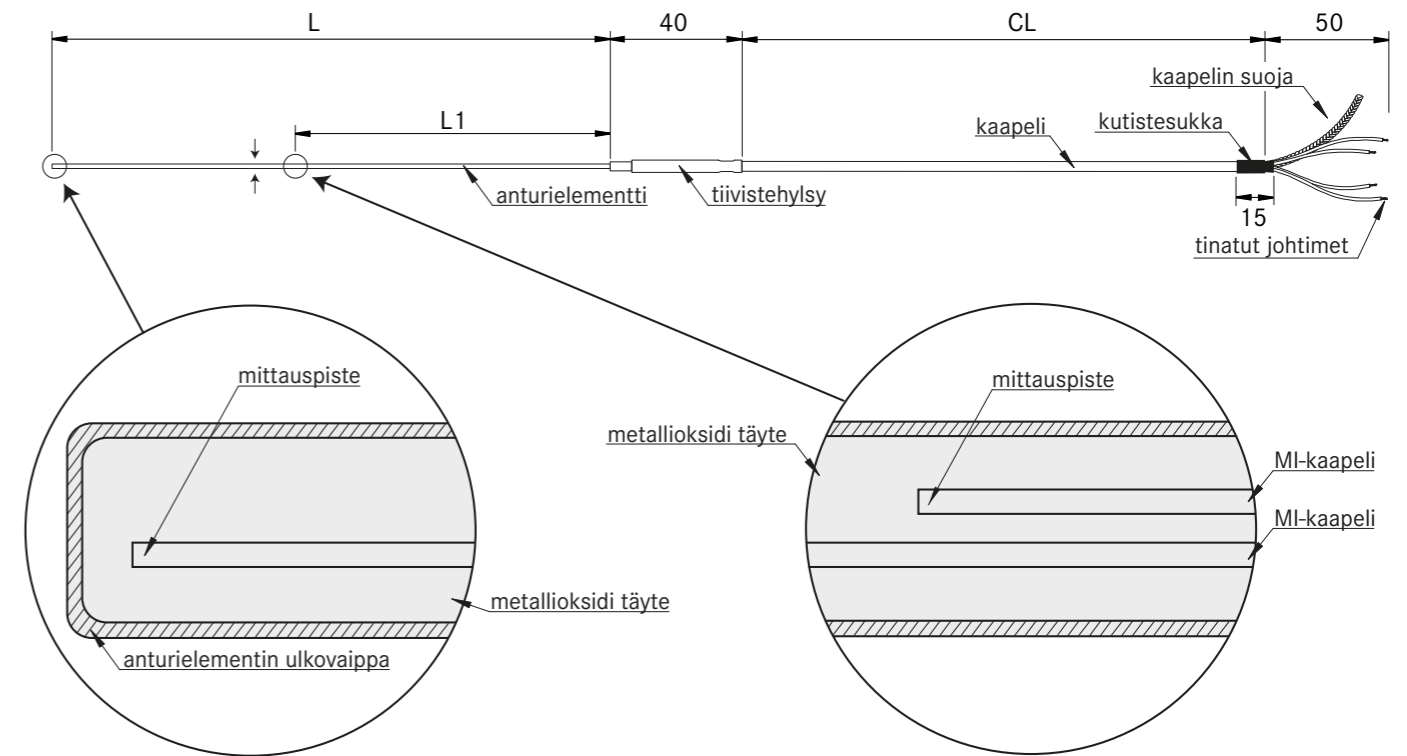 L
40
CL
50
kaapelin suoja
L1
kaapeli
kutistesukka
anturielementti
tiivistehylsy
15
tinatut johtimet
mittauspiste
mittauspiste
metallioksidi täyte
MI-kaapeli
MI-kaapeli
metallioksidi täyte
anturielementin ulkovaippa